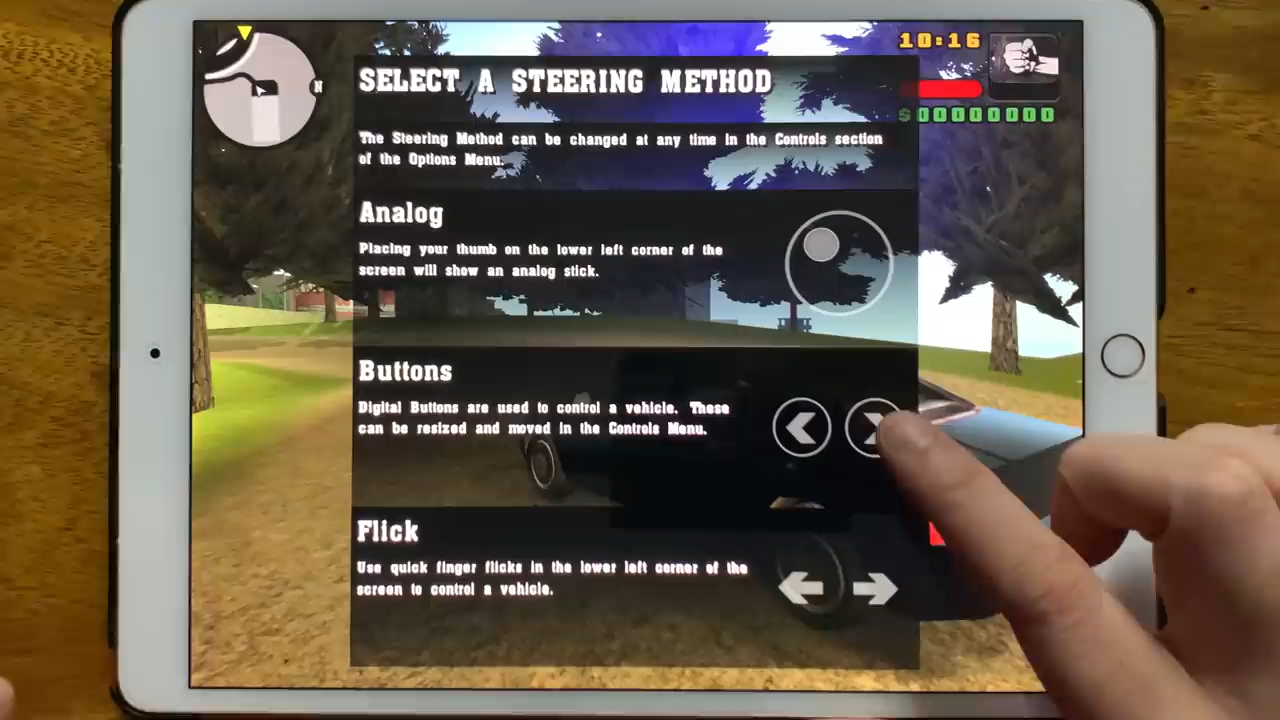 10:16
N
$00000000
SELECT A STEERING METHOD
The Steering Method can be changed at any time in the Controls section
of the Options Menu.
Analog
Placing your thumb on the lower left corner of the
screen will show an analog stick.
Buttons
Digital Buttons are used to control a vehicle. These
can be resized and moved in the Controls Menu.
Flick
Use quick finger flicks in the lower left corner of the
screen to control a vehicle.